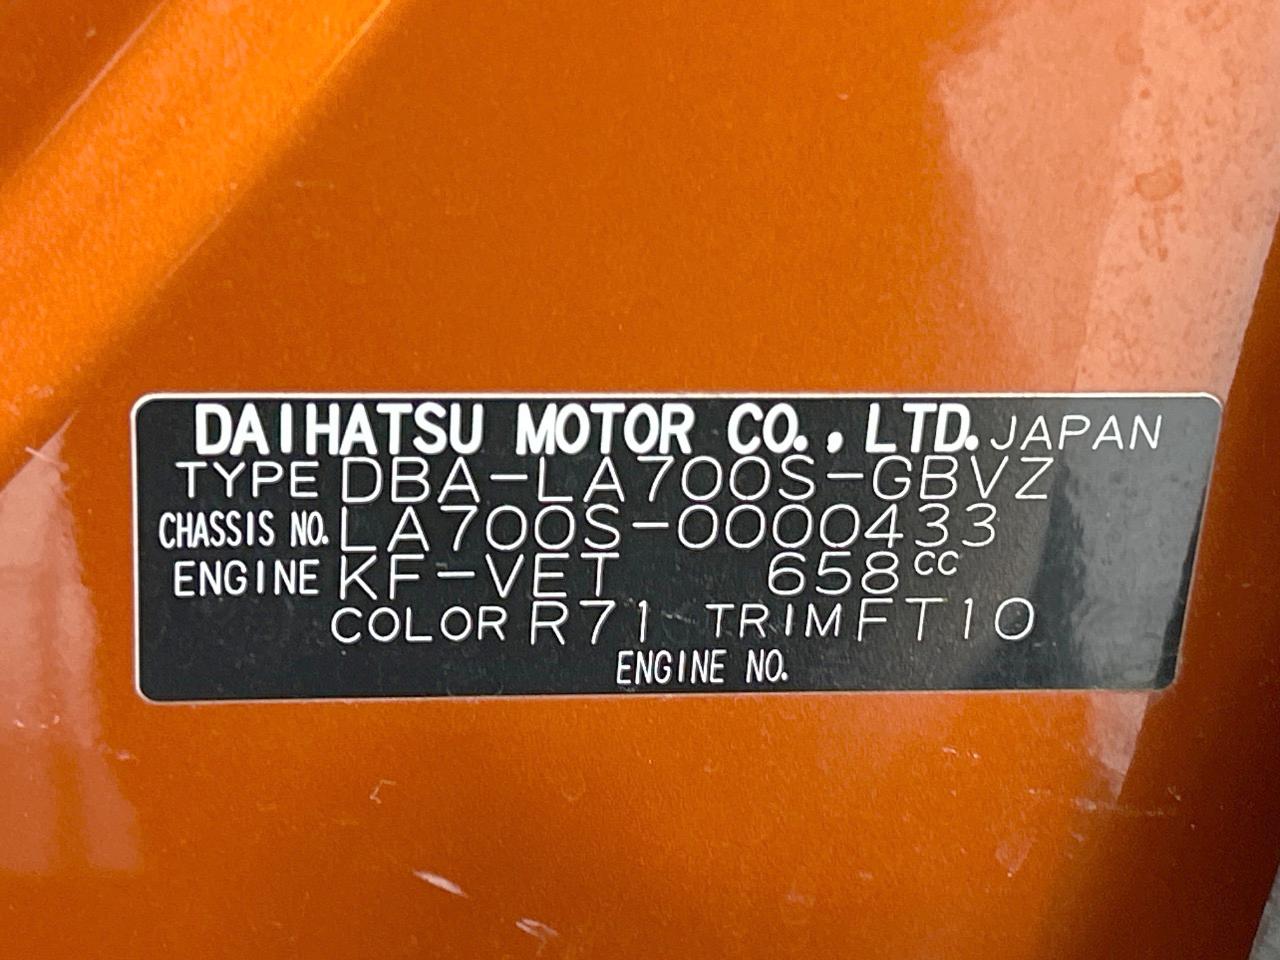 DAIHATSU MOTOR CO., LTD. JAPAN
TYPE DBA-LA700S-GBVZ
CHASSIS NO. LA700S-0000433
ENGINE KF-VET 658cc
COLOR R71 TRIM FT10
ENGINE NO.